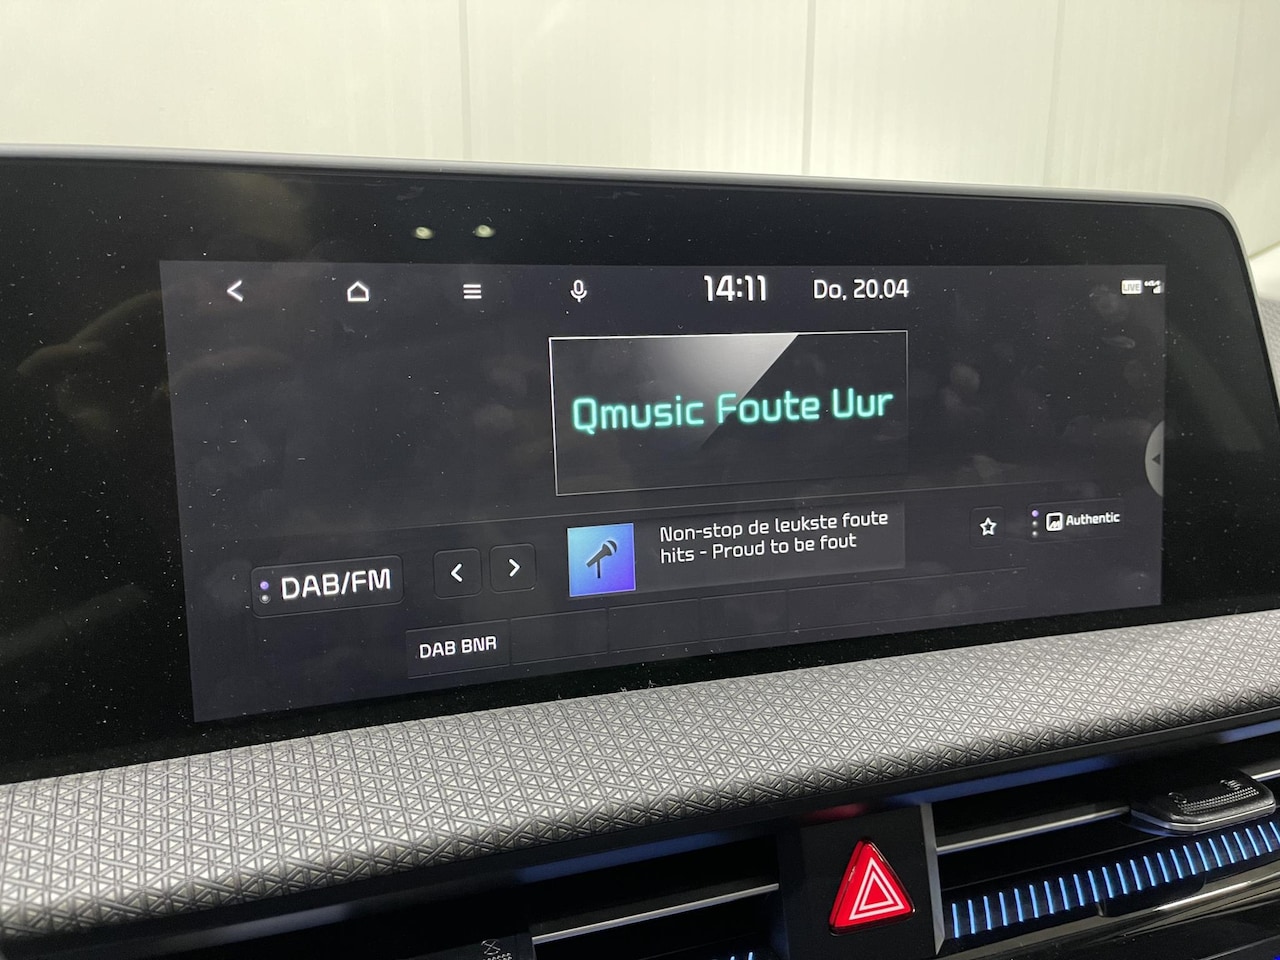 14:11 Do, 20.04
LIVE
Qmusic Foute Uur
Non-stop de leukste foute
hits - Proud to be fout
Authentic
DAB/FM
DAB BNR